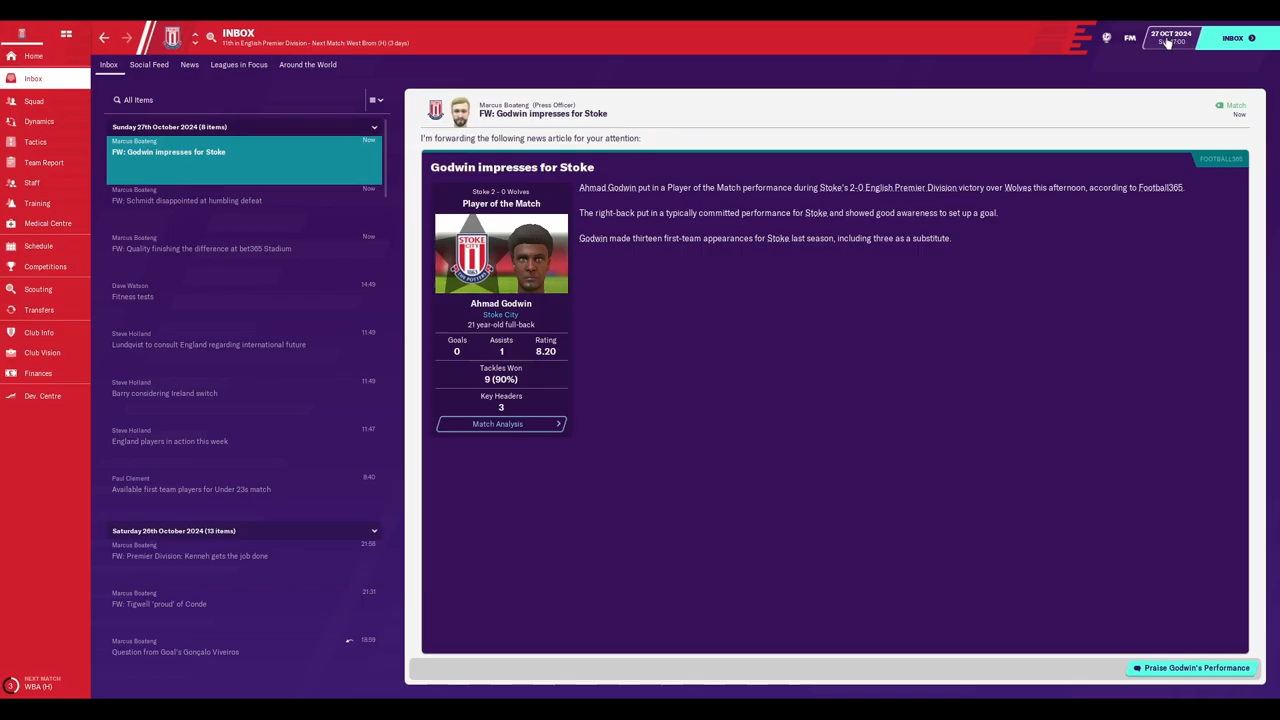 INBOX
11th in English Premier Division - Next Match: West Brom (H) (3 days)
FM
27 OCT 2024
INBOX
Home
Inbox
Squad
Dynamics
Tactics
Team Report
Staff
Training
Medical Centre
Schedule
Competitions
Scouting
Transfers
Club Info
Club Vision
Finances
Dev. Centre
3
NEXT MATCH
WBA (H)
Inbox Social Feed News Leagues in Focus Around the World
All Items
Sunday 27th October 2024 (8 items)
Marcus Boateng Now
FW: Godwin impresses for Stoke
Marcus Boateng Now
FW: Schmidt disappointed at humbling defeat
Marcus Boateng Now
FW: Quality finishing the difference at bet365 Stadium
Dave Watson 14:49
Fitness tests
Steve Holland 11:49
Lundqvist to consult England regarding international future
Steve Holland 11:49
Barry considering Ireland switch
Steve Holland 11:47
England players in action this week
Paul Clement 8:40
Available first team players for Under 23s match
Saturday 26th October 2024 (13 items)
Marcus Boateng 21:58
FW: Premier Division: Kenneh gets the job done
Marcus Boateng 21:31
FW: Tigwell 'proud' of Conde
Marcus Boateng 18:59
Question from Goal's Gonçalo Viveiros
Marcus Boateng (Press Officer)
FW: Godwin impresses for Stoke
Match
Now
I'm forwarding the following news article for your attention:
FOOTBALL365
Godwin impresses for Stoke
Stoke 2 - 0 Wolves
Player of the Match
STOKE
CITY
1863
THE POTTERS
Ahmad Godwin
Stoke City
21 year-old full-back
Goals Assists Rating
0 1 8.20
Tackles Won
9 (90%)
Key Headers
3
Match Analysis
Ahmad Godwin put in a Player of the Match performance during Stoke's 2-0 English Premier Division victory over Wolves this afternoon, according to Football365.
The right-back put in a typically committed performance for Stoke and showed good awareness to set up a goal.
Godwin made thirteen first-team appearances for Stoke last season, including three as a substitute.
Praise Godwin's Performance